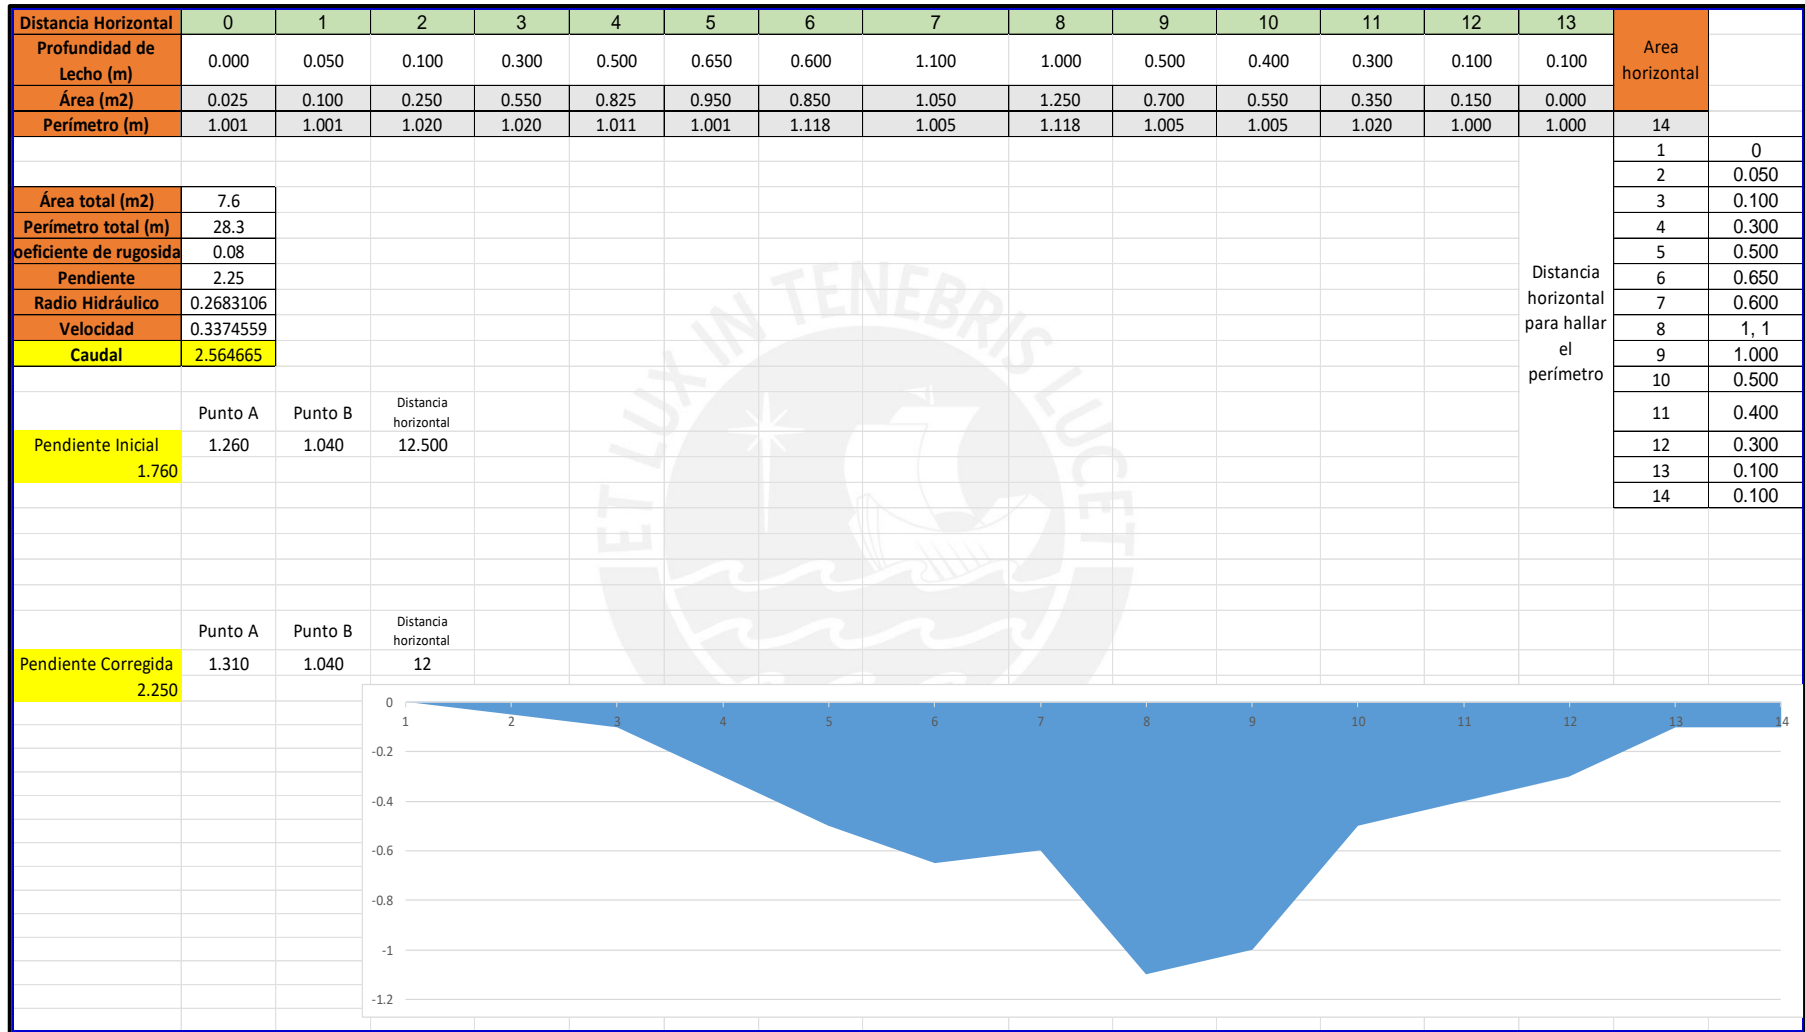 Distancia Horizontal 0 1 2 3 4 5 6 7 8 9 10 11 12 13
Profundidad de Lecho (m) 0.000 0.050 0.100 0.300 0.500 0.650 0.600 1.100 1.000 0.500 0.400 0.300 0.100 0.100 Area horizontal
Área (m2) 0.025 0.100 0.250 0.550 0.825 0.950 0.850 1.050 1.250 0.700 0.550 0.350 0.150 0.000
Perímetro (m) 1.001 1.001 1.020 1.020 1.011 1.001 1.118 1.005 1.118 1.005 1.005 1.020 1.000 1.000 14
1 0
2 0.050
Área total (m2) 7.6 3 0.100
Perímetro total (m) 28.3 4 0.300
oeficiente de rugosida 0.08 5 0.500
Pendiente 2.25 6 0.650
Radio Hidráulico 0.2683106 7 0.600
Velocidad 0.3374559 8 1, 1
Caudal 2.564665 9 1.000
10 0.500
Distancia
horizontal
para hallar
el
perímetro
Punto A Punto B Distancia horizontal 11 0.400
Pendiente Inicial 1.260 1.040 12.500 12 0.300
1.760 13 0.100
14 0.100
ET LUX IN TENEBRIS LUCET
Punto A Punto B Distancia horizontal
Pendiente Corregida 1.310 1.040 12
2.250
0
1 2 3 4 5 6 7 8 9 10 11 12 13 14
-0.2
-0.4
-0.6
-0.8
-1
-1.2